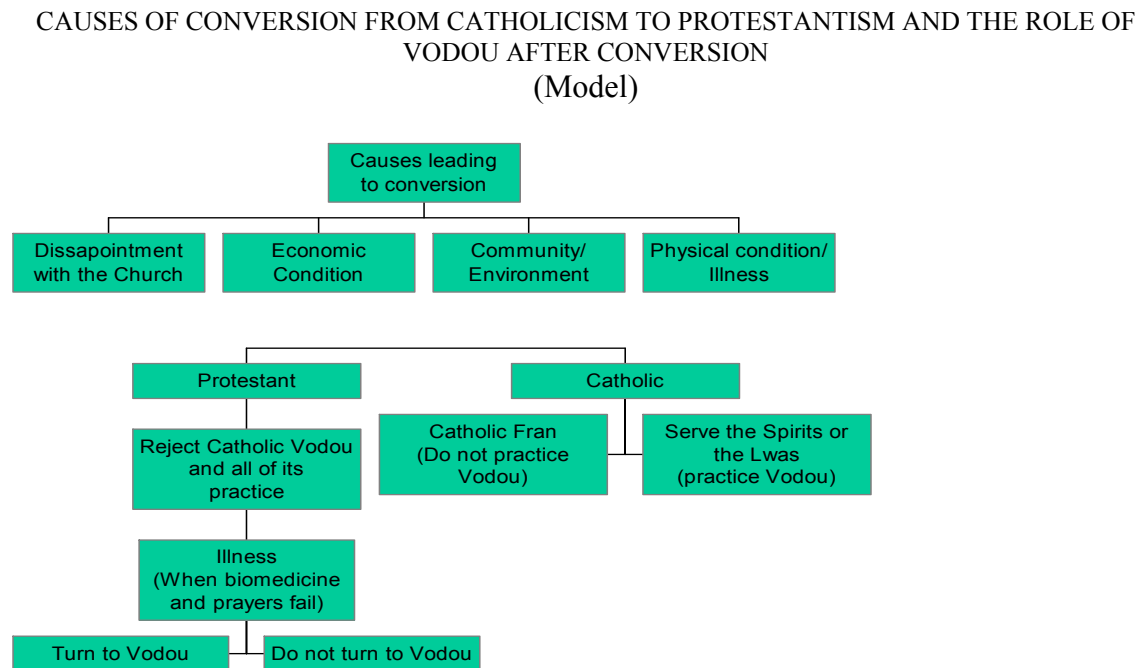 CAUSES OF CONVERSION FROM CATHOLICISM TO PROTESTANTISM AND THE ROLE OF
VODOU AFTER CONVERSION
(Model)
Causes leading
to conversion
Dissapointment
with the Church
Economic
Condition
Community/
Environment
Physical condition/
Illness
Protestant
Catholic
Reject Catholic Vodou
and all of its
practice
Catholic Fran
(Do not practice
Vodou)
Serve the Spirits or
the Lwas
(practice Vodou)
Illness
(When biomedicine
and prayers fail)
Turn to Vodou
Do not turn to Vodou